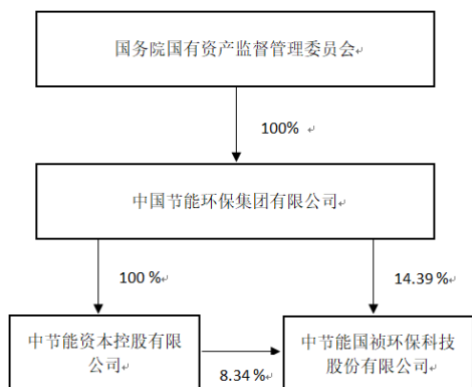 国务院国有资产监督管理委员会
100%
中国节能环保集团有限公司
100 %
14.39 %
中节能资本控股有限
公司
8.34 %
中节能国祯环保科技
股份有限公司